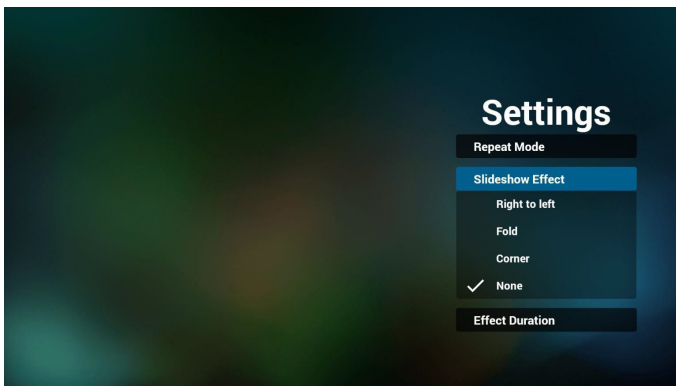 Settings
Repeat Mode
Slideshow Effect
Right to left
Fold
Corner
None
Effect Duration